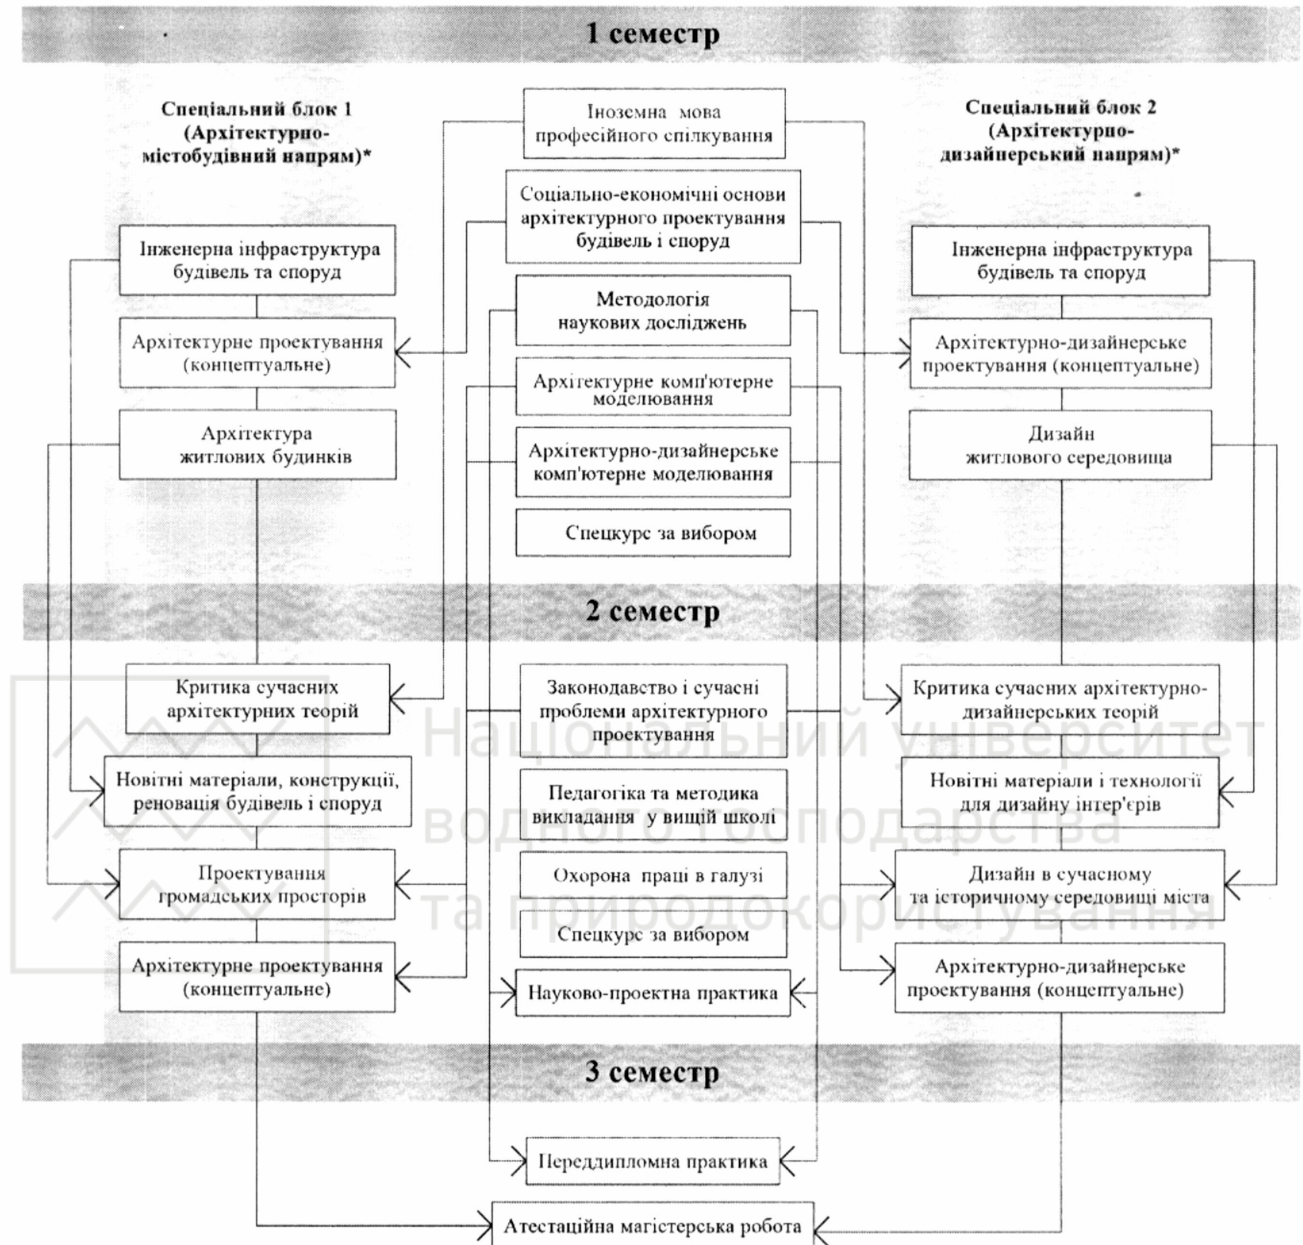 1 семестр
Спеціальний блок 1
(Архітектурно-
містобудівний напрям)*
Іноземна мова
професійного спілкування
Спеціальний блок 2
(Архітектурно-
дизайнерський напрям)*
Соціально-економічні основи
архітектурного проектування
будівель і споруд
Інженерна інфраструктура
будівель та споруд
Методологія
наукових досліджень
Інженерна інфраструктура
будівель та споруд
Архітектурне проектування
(концептуальне)
Архітектурне комп'ютерне
моделювання
Архітектурно-дизайнерське
проектування (концептуальне)
Архітектура
житлових будинків
Архітектурно-дизайнерське
комп'ютерне моделювання
Дизайн
житлового середовища
Спецкурс за вибором
2 семестр
Критика сучасних
архітектурних теорій
Законодавство і сучасні
проблеми архітектурного
проектування
Критика сучасних архітектурно-
дизайнерських теорій
Національний університет
водного господарства
та природокористування
Новітні матеріали, конструкції,
реновація будівель і споруд
Педагогіка та методика
викладання у вищій школі
Новітні матеріали і технології
для дизайну інтер'єрів
Проектування
громадських просторів
Охорона праці в галузі
Дизайн в сучасному
та історичному середовищі міста
Спецкурс за вибором
Архітектурне проектування
(концептуальне)
Науково-проектна практика
Архітектурно-дизайнерське
проектування (концептуальне)
3 семестр
Переддипломна практика
Атестаційна магістерська робота